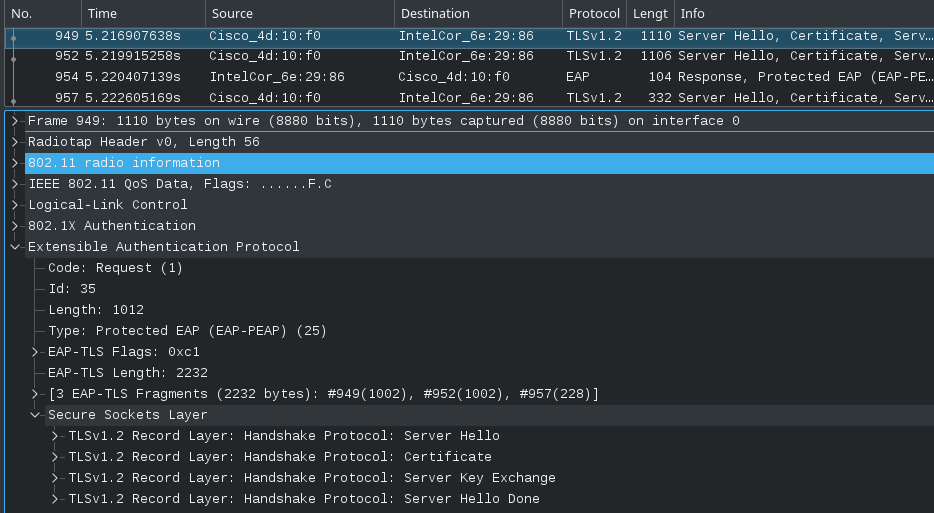 No. Time Source Destination Protocol Lengt Info
949 5.216907638s Cisco_4d:10:f0 IntelCor_6e:29:86 TLSv1.2 1110 Server Hello, Certificate, Serv…
952 5.219915258s Cisco_4d:10:f0 IntelCor_6e:29:86 TLSv1.2 1106 Server Hello, Certificate, Serv…
954 5.220407139s IntelCor_6e:29:86 Cisco_4d:10:f0 EAP 104 Response, Protected EAP (EAP-PE…
957 5.222605169s Cisco_4d:10:f0 IntelCor_6e:29:86 TLSv1.2 332 Server Hello, Certificate, Serv…
Frame 949: 1110 bytes on wire (8880 bits), 1110 bytes captured (8880 bits) on interface 0
Radiotap Header v0, Length 56
802.11 radio information
IEEE 802.11 QoS Data, Flags: ......F.C
Logical-Link Control
802.1X Authentication
Extensible Authentication Protocol
Code: Request (1)
Id: 35
Length: 1012
Type: Protected EAP (EAP-PEAP) (25)
EAP-TLS Flags: 0xc1
EAP-TLS Length: 2232
[3 EAP-TLS Fragments (2232 bytes): #949(1002), #952(1002), #957(228)]
Secure Sockets Layer
TLSv1.2 Record Layer: Handshake Protocol: Server Hello
TLSv1.2 Record Layer: Handshake Protocol: Certificate
TLSv1.2 Record Layer: Handshake Protocol: Server Key Exchange
TLSv1.2 Record Layer: Handshake Protocol: Server Hello Done